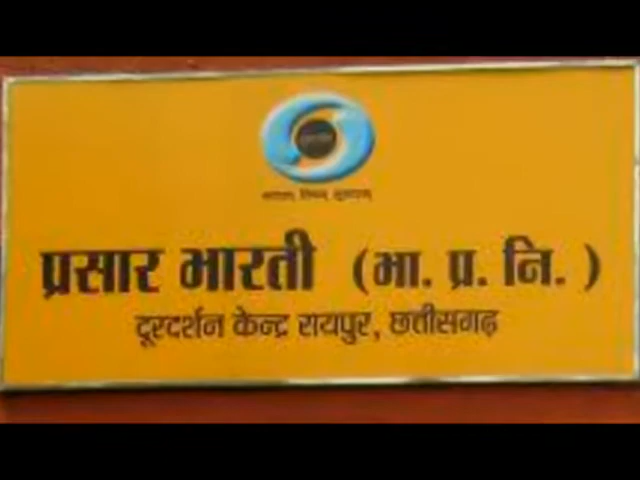 प्रसार भारती (भा. प्र. नि. )
दूरदर्शन केन्द्र रायपुर, छत्तीसगढ़